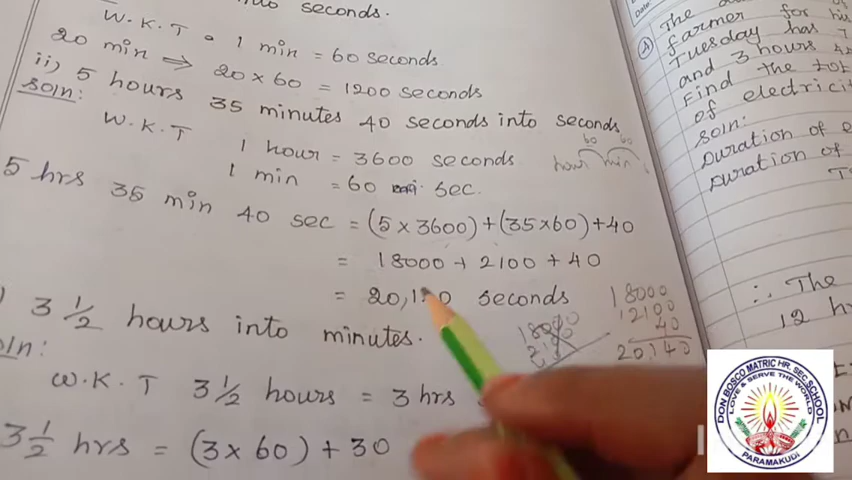 into seconds.
W.K.T 1 min = 60 seconds
20 min ⇒ 20 × 60 = 1200 seconds
ii) 5 hours 35 minutes 40 seconds into seconds
Soln:
W.K.T
1 hour = 3600 seconds
1 min = 60 sec.
60 60
hour min
5 hrs 35 min 40 sec = (5 × 3600) + (35 × 60) + 40
= 18000 + 2100 + 40
= seconds
18000
2100
40
20,140
3 1/2 hours into minutes.
W.K.T 3 1/2 hours = 3 hrs
3 1/2 hrs = (3 × 60) + 30
The
farmer for his
Tuesday has 7
and 3 hours
Find the
of electricit
Soln:
Duration of
Duration of
∴ The
12 h
DON BOSCO MATRIC HR. SEC SCHOOL
LOVE & SERVE THE WORLD
PARAMAKUDI